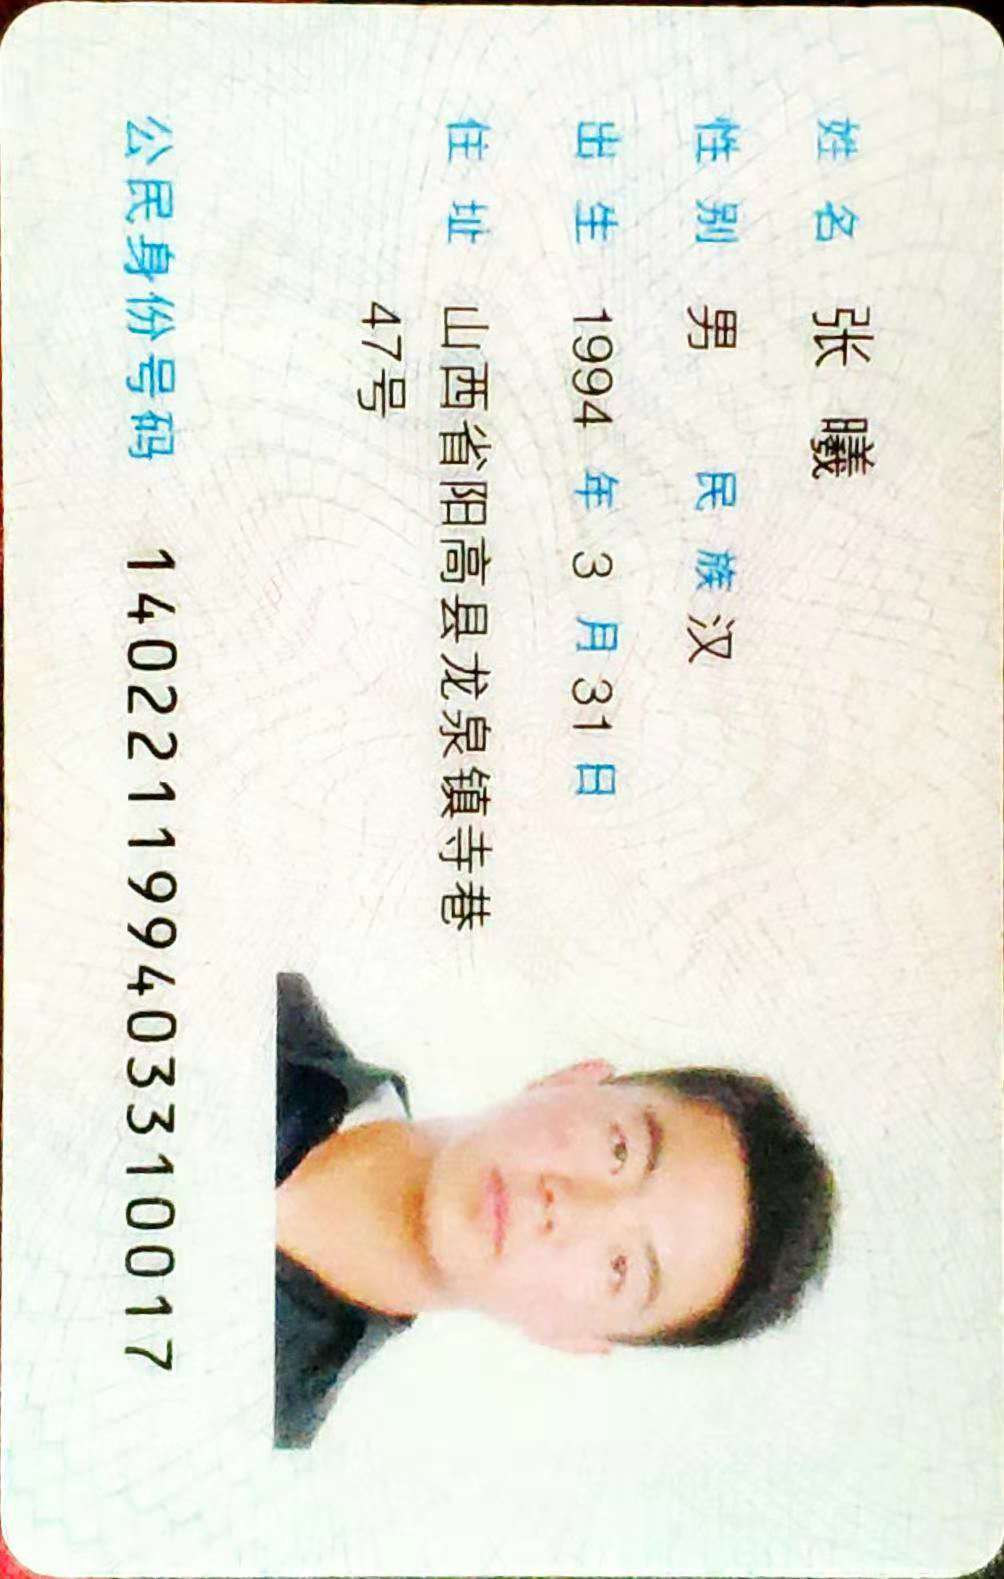 姓名 张曦
性别 男 民族 汉
出生 1994 年 3 月 31 日
住址 山西省阳高县龙泉镇寺巷
47号
公民身份号码 140221199403310017